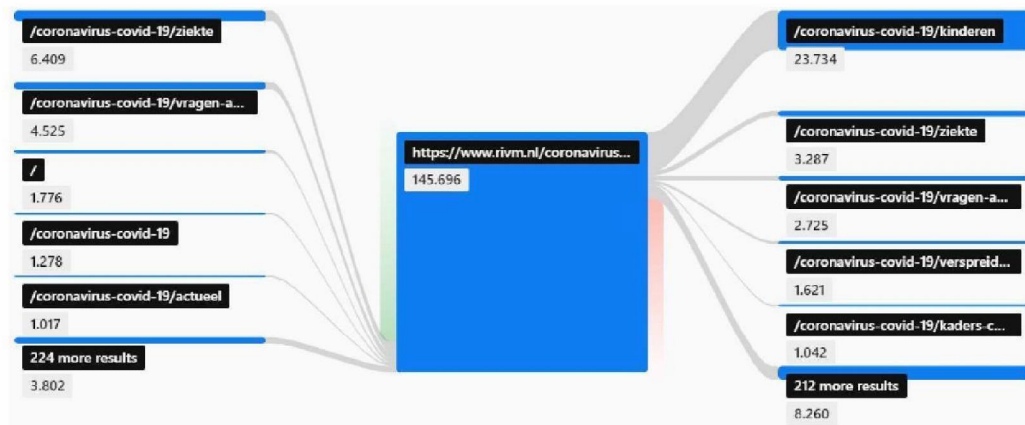 /coronavirus-covid-19/ziekte
6.409
/coronavirus-covid-19/vragen-a...
4.525
/
1.776
/coronavirus-covid-19
1.278
/coronavirus-covid-19/actueel
1.017
224 more results
3.802
https://www.rivm.nl/coronavirus...
145.696
/coronavirus-covid-19/kinderen
23.734
/coronavirus-covid-19/ziekte
3.287
/coronavirus-covid-19/vragen-a...
2.725
/coronavirus-covid-19/verspreid...
1.621
/coronavirus-covid-19/kaders-c...
1.042
212 more results
8.260